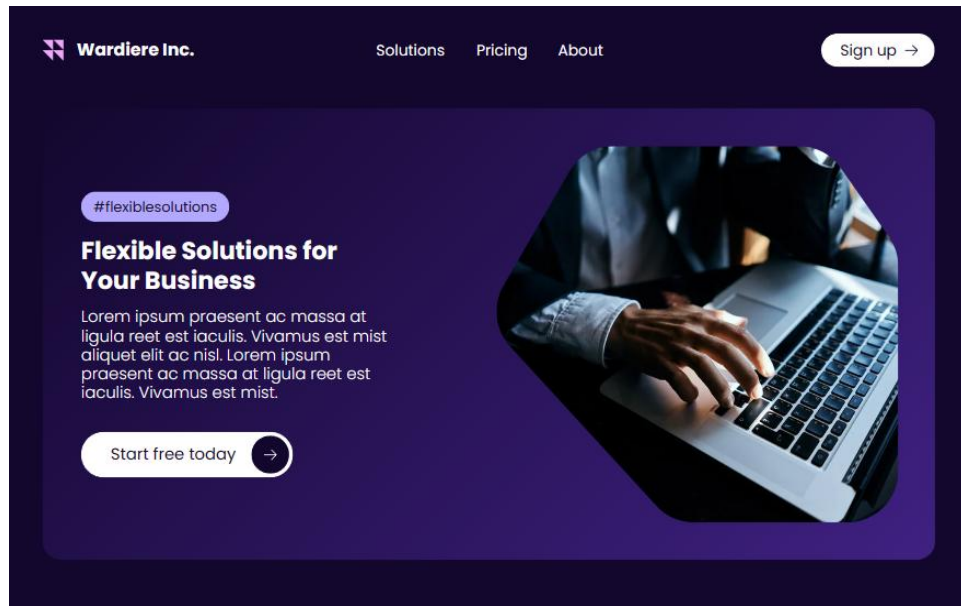 Wardiere Inc.
Solutions
Pricing
About
Sign up →
#flexiblesolutions
Flexible Solutions for
Your Business
Lorem ipsum praesent ac massa at
ligula reet est iaculis. Vivamus est mist
aliquet elit ac nisl. Lorem ipsum
praesent ac massa at ligula reet est
iaculis. Vivamus est mist.
Start free today →